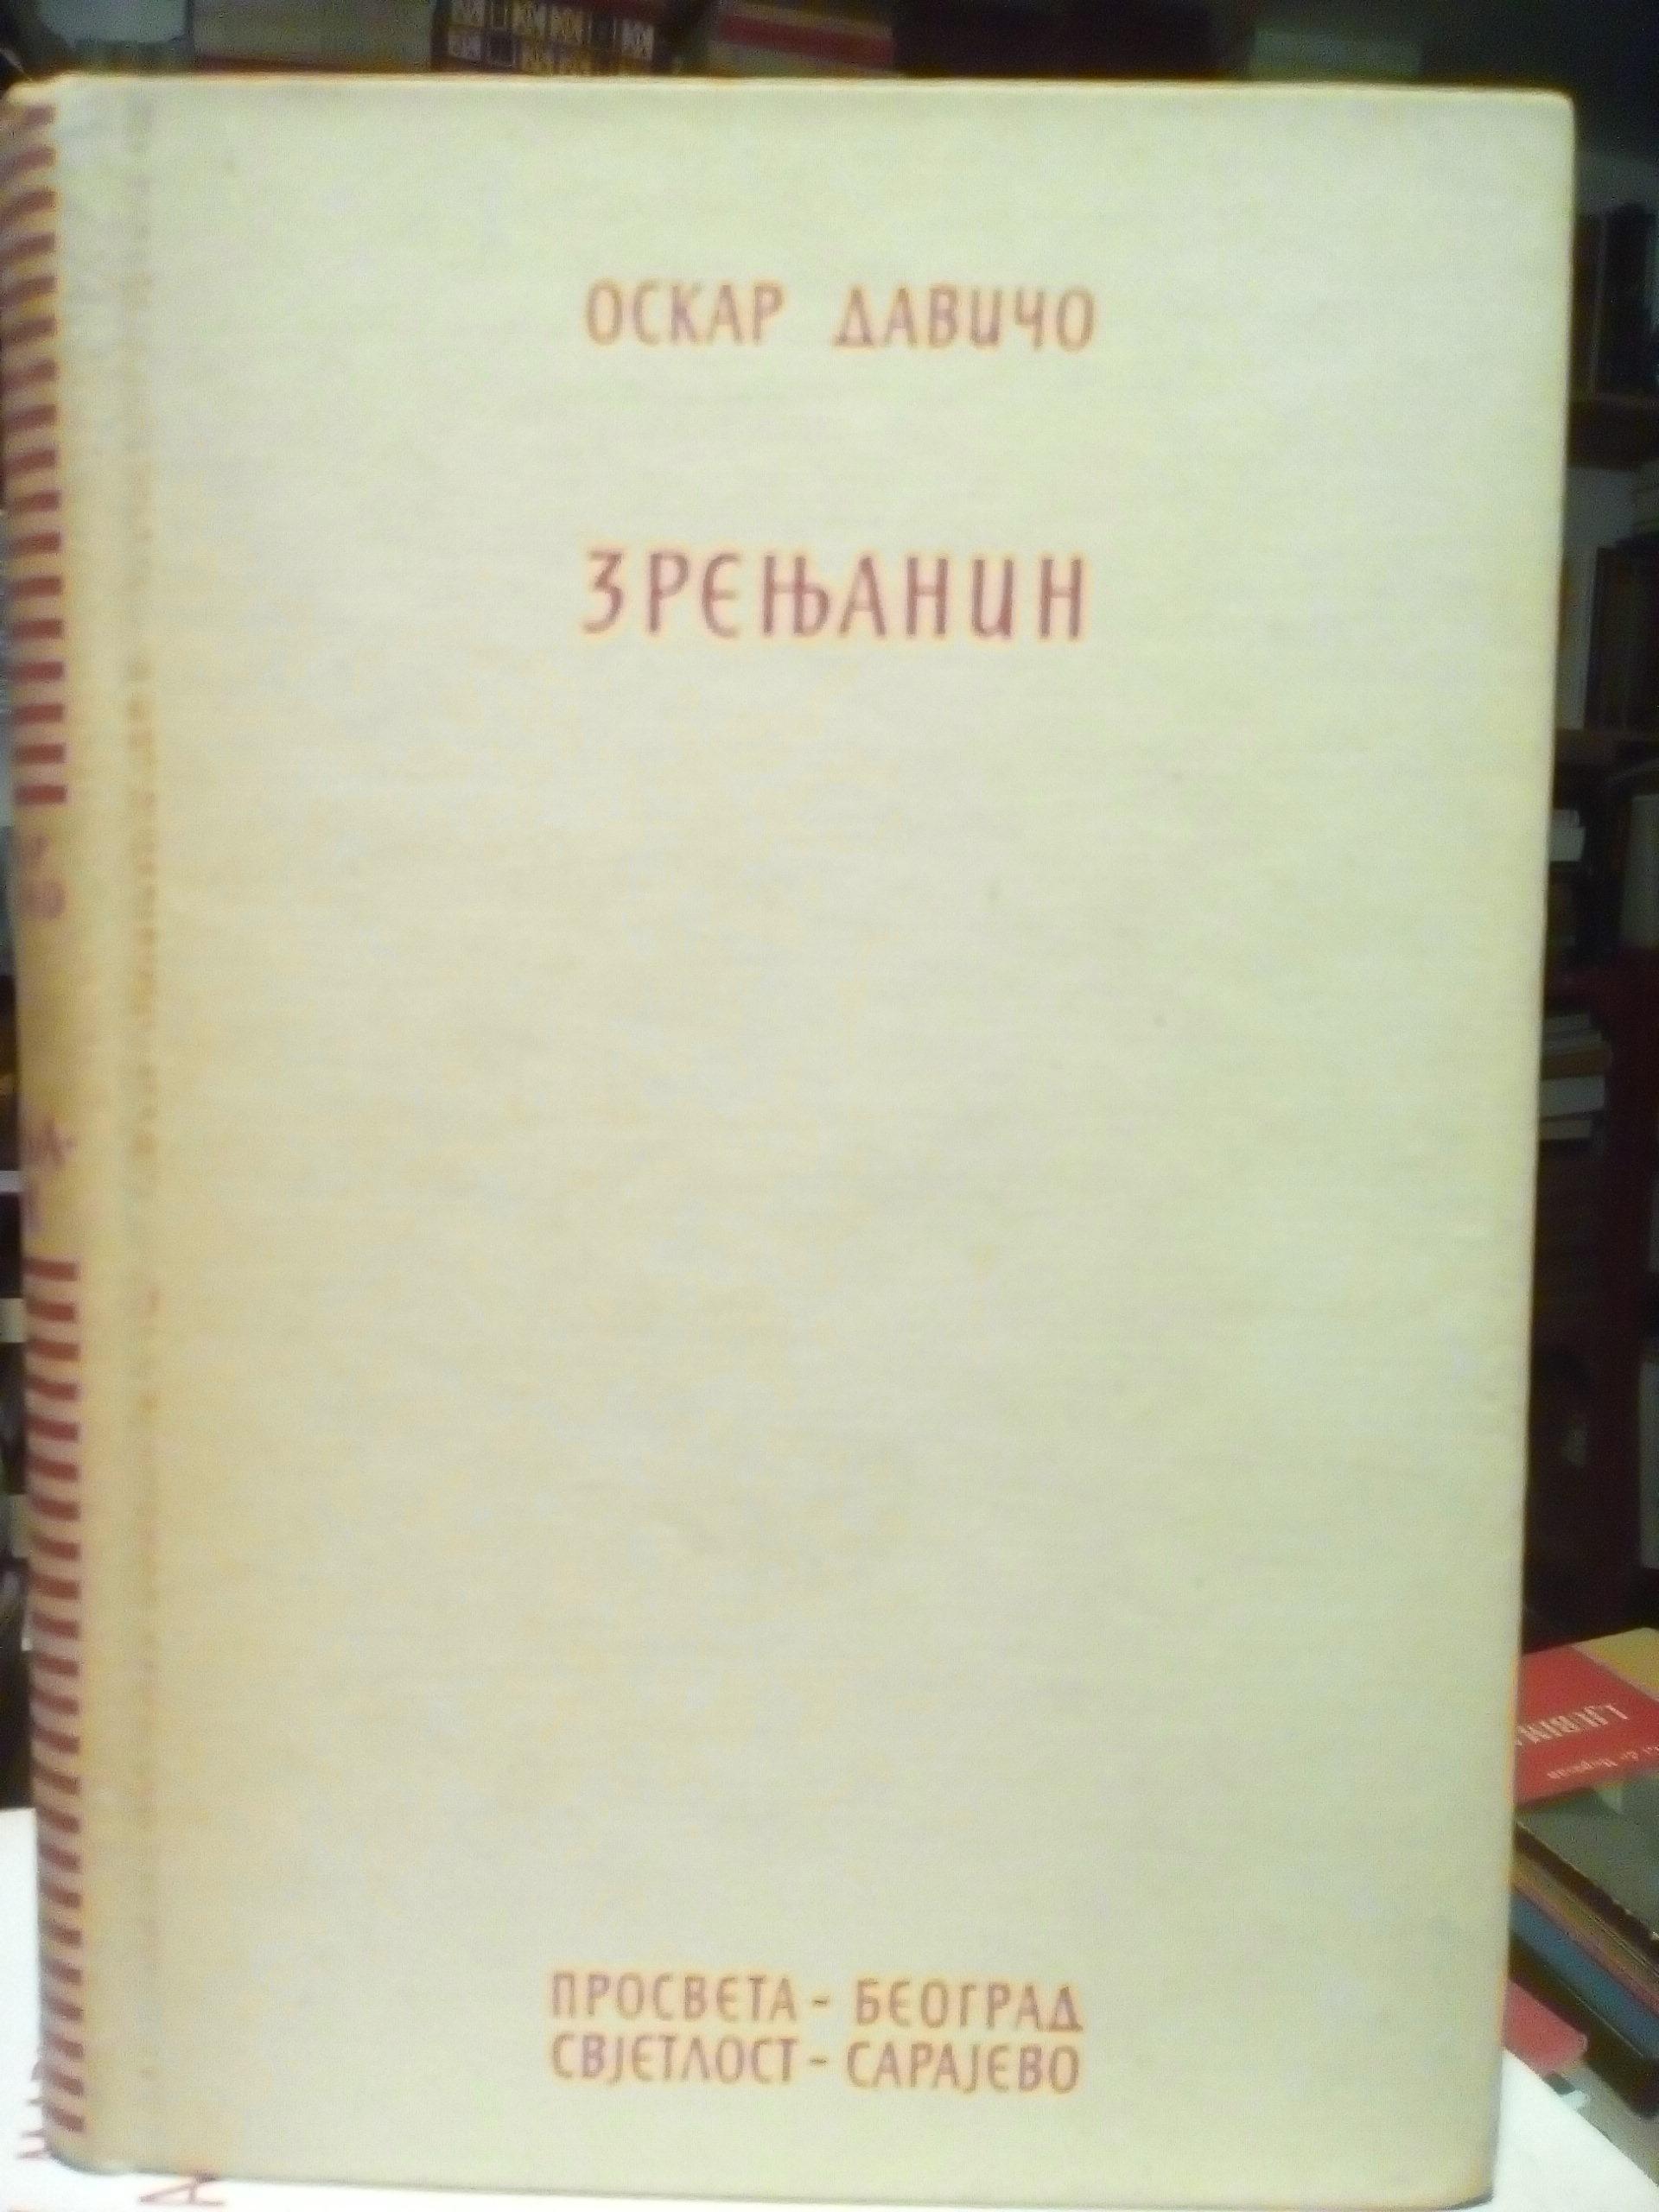 ОСКАР ДАВИЧО
ЗРЕЊАНИН
ПРОСВЕТА - БЕОГРАД
СВЈЕТЛОСТ - САРАЈЕВО